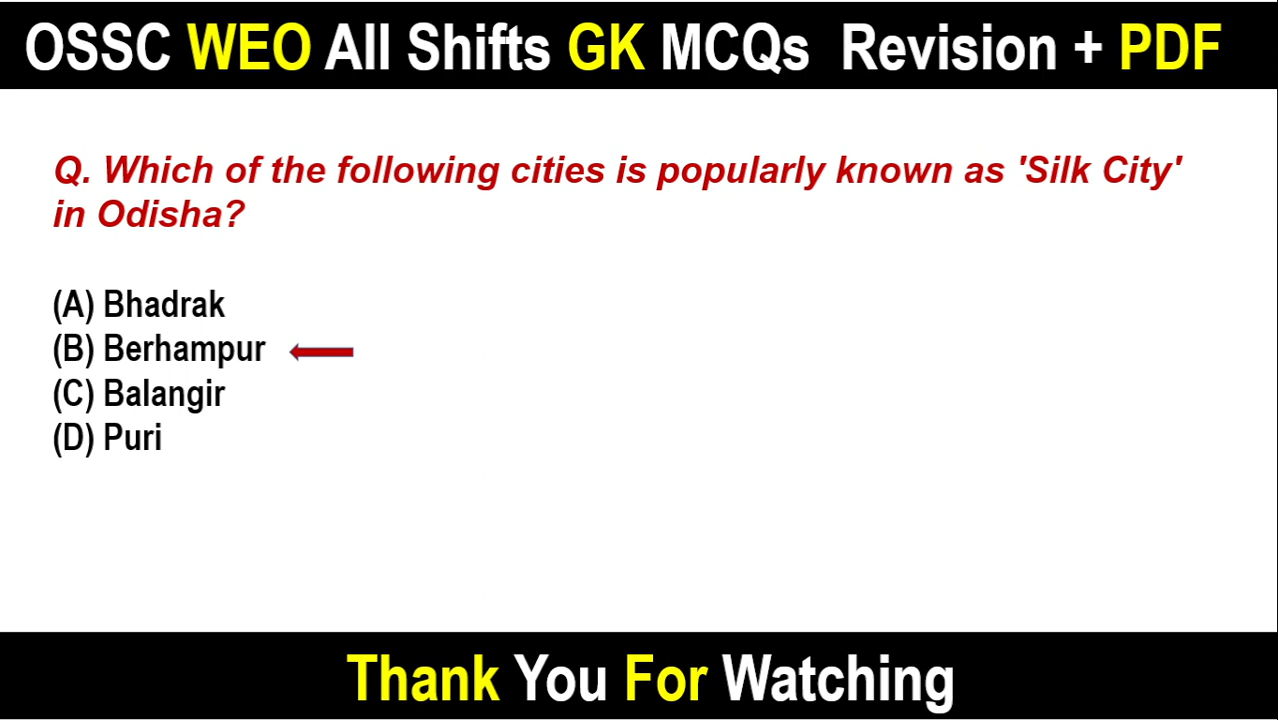 OSSC WEO All Shifts GK MCQs Revision + PDF
Q. Which of the following cities is popularly known as 'Silk City'
in Odisha?
(A) Bhadrak
(B) Berhampur
(C) Balangir
(D) Puri
Thank You For Watching